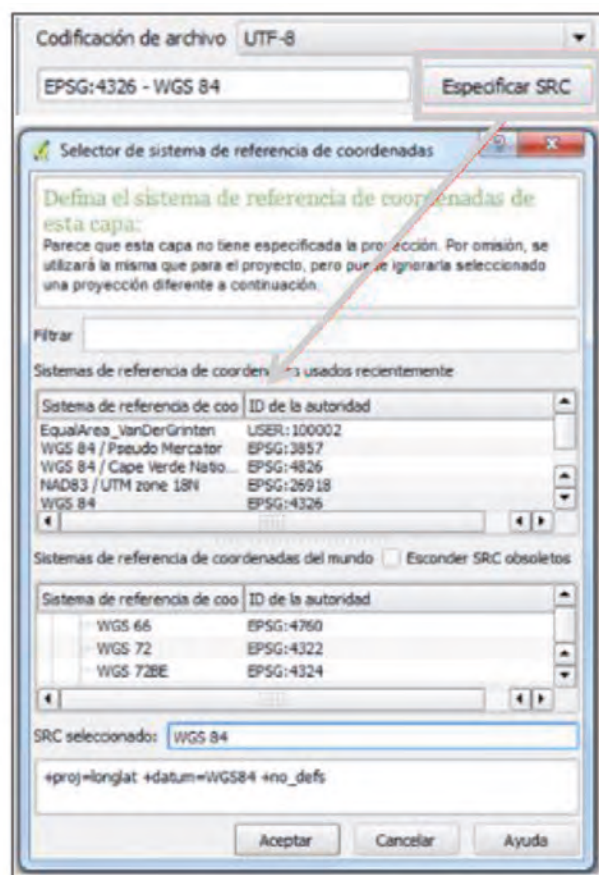 Codificación de archivo UTF-8
EPSG:4326 - WGS 84 Especificar SRC
Selector de sistema de referencia de coordenadas
Defina el sistema de referencia de coordenadas de
esta capa:
Parece que esta capa no tiene especificada la proyección. Por omisión, se
utilizará la misma que para el proyecto, pero puede ignorarla seleccionado
una proyección diferente a continuación.
Filtrar
Sistemas de referencia de coordenadas usados recientemente
Sistema de referencia de coo ID de la autoridad
EqualArea_VanDerGrinten USER:100002
WGS 84 / Pseudo Mercator EPSG:3857
WGS 84 / Cape Verde Natio... EPSG:4826
NAD83 / UTM zone 18N EPSG:26918
WGS 84 EPSG:4326
Sistemas de referencia de coordenadas del mundo Esconder SRC obsoletos
Sistema de referencia de coo ID de la autoridad
WGS 66 EPSG:4760
WGS 72 EPSG:4322
WGS 72BE EPSG:4324
SRC seleccionado: WGS 84
+proj=longlat +datum=WGS84 +no_defs
Aceptar Cancelar Ayuda